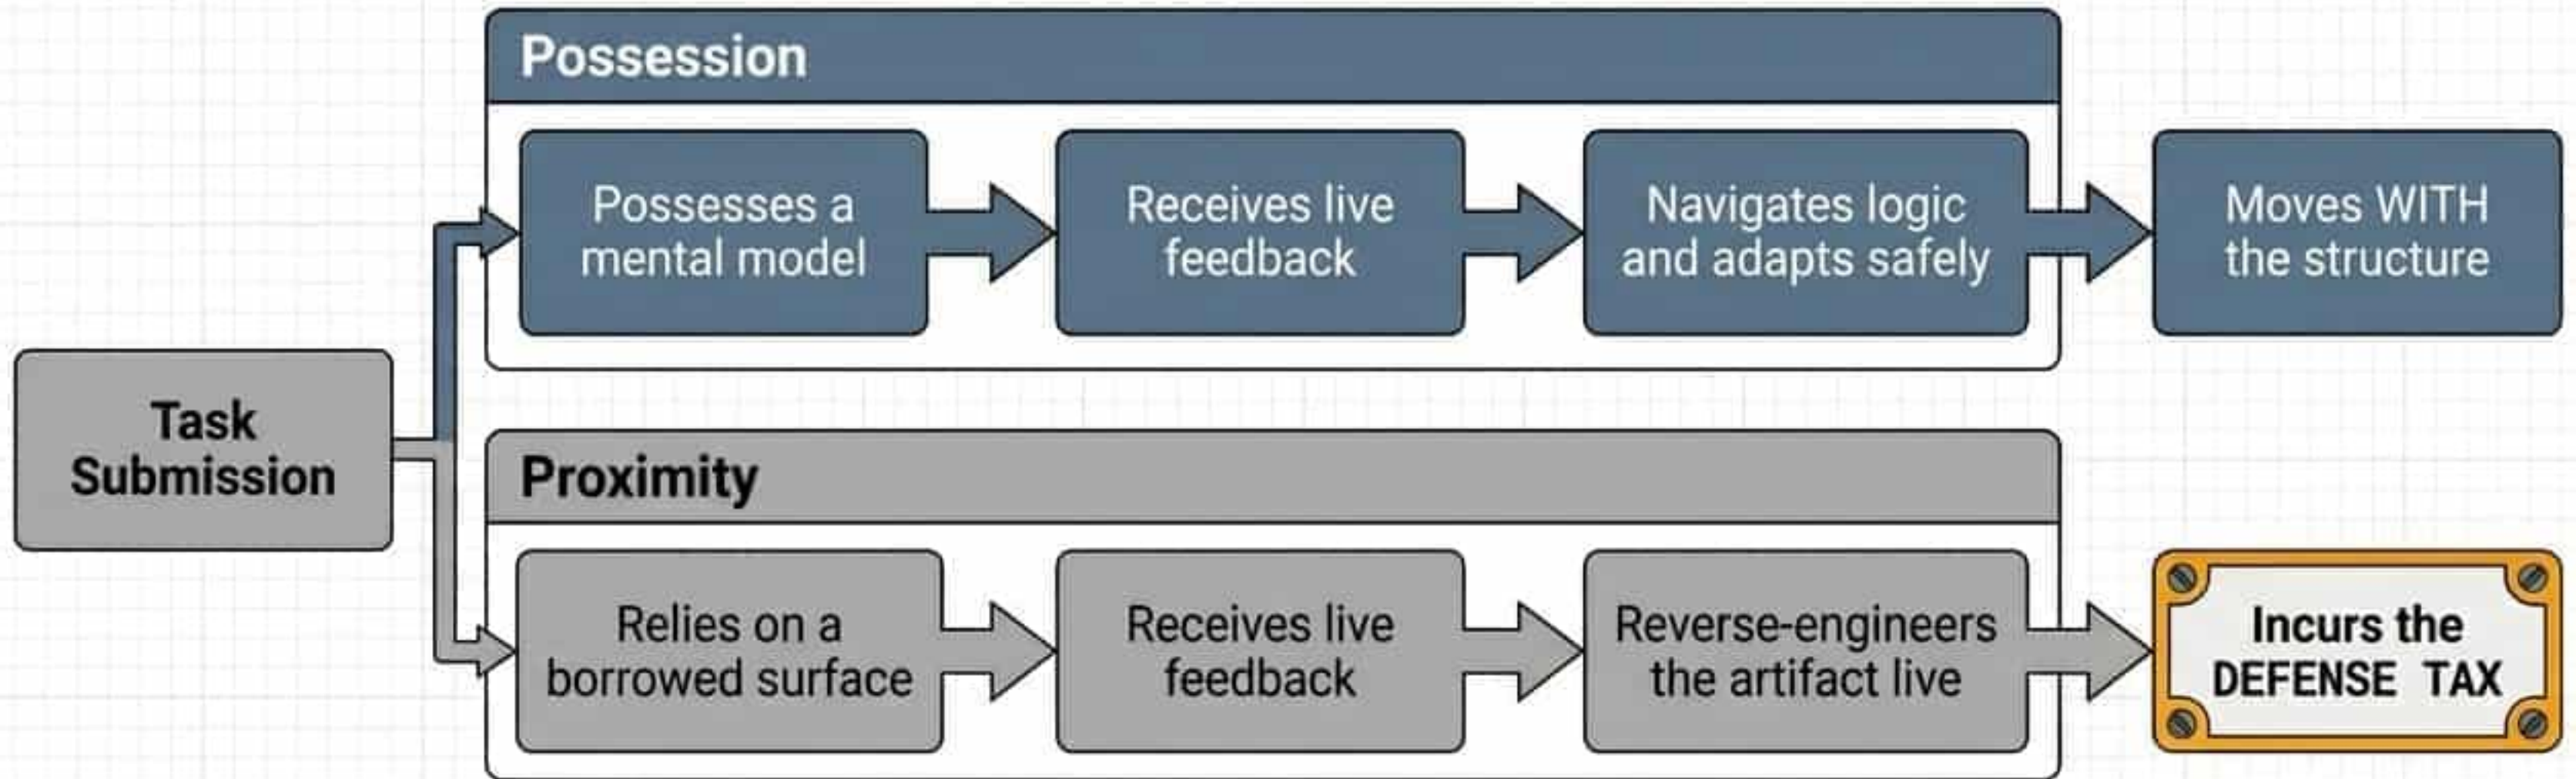 Possession
Possesses a
mental model
Receives live
feedback
Navigates logic
and adapts safely
Moves WITH
the structure
Task
Submission
Proximity
Relies on a
borrowed surface
Receives live
feedback
Reverse-engineers
the artifact live
Incurs the
DEFENSE TAX